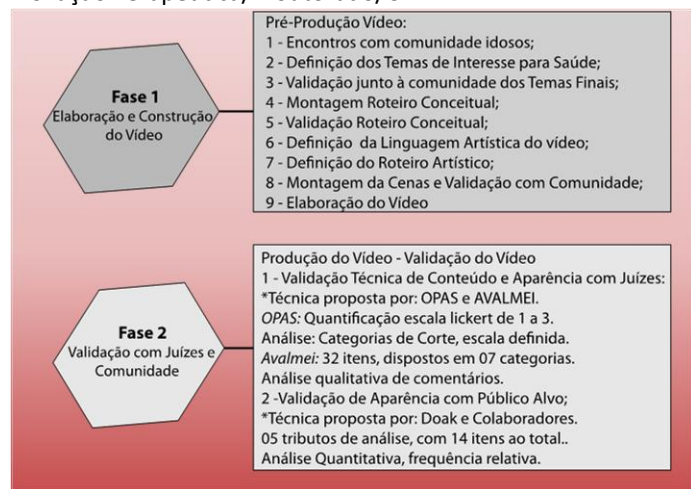 Fase 1
Elaboração e Construção
do Vídeo
Pré-Produção Vídeo:
1 - Encontros com comunidade idosos;
2 - Definição dos Temas de Interesse para Saúde;
3 - Validação junto à comunidade dos Temas Finais;
4 - Montagem Roteiro Conceitual;
5 - Validação Roteiro Conceitual;
6 - Definição da Linguagem Artística do vídeo;
7 - Definição do Roteiro Artístico;
8 - Montagem da Cenas e Validação com Comunidade;
9 - Elaboração do Vídeo
Fase 2
Validação com Juízes e
Comunidade
Produção do Vídeo - Validação do Vídeo
1 - Validação Técnica de Conteúdo e Aparência com Juízes:
*Técnica proposta por: OPAS e AVALMEI.
OPAS: Quantificação escala lickert de 1 a 3.
Análise: Categorias de Corte, escala definida.
Avalmei: 32 itens, dispostos em 07 categorias.
Análise qualitativa de comentários.
2 -Validação de Aparência com Público Alvo;
*Técnica proposta por: Doak e Colaboradores.
05 tributos de análise, com 14 itens ao total..
Análise Quantitativa, frequência relativa.